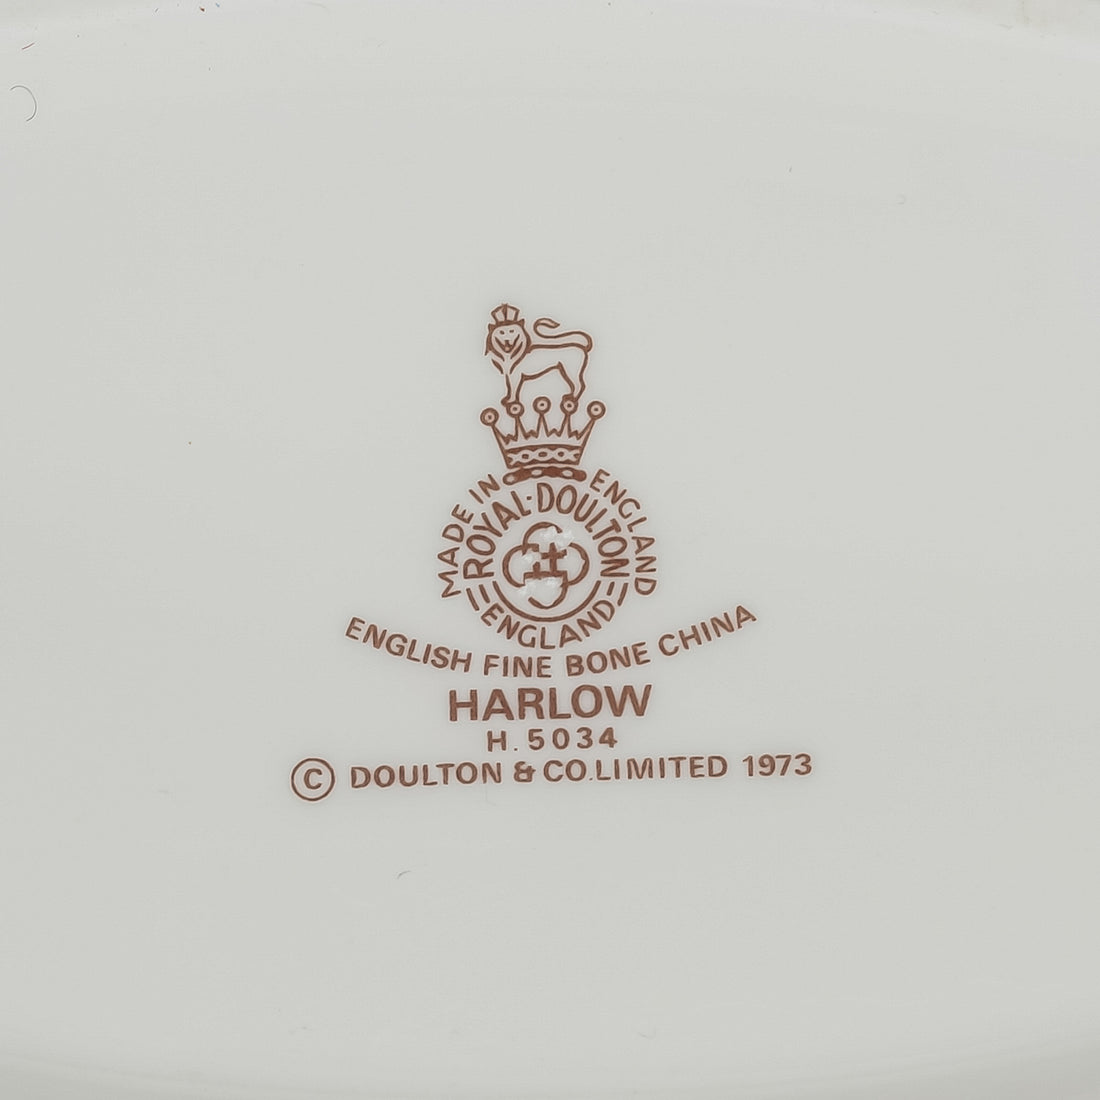 MADE IN ENGLAND
ROYAL·DOULTON
ENGLAND
ENGLISH FINE BONE CHINA
HARLOW
H.5034
© DOULTON & CO.LIMITED 1973